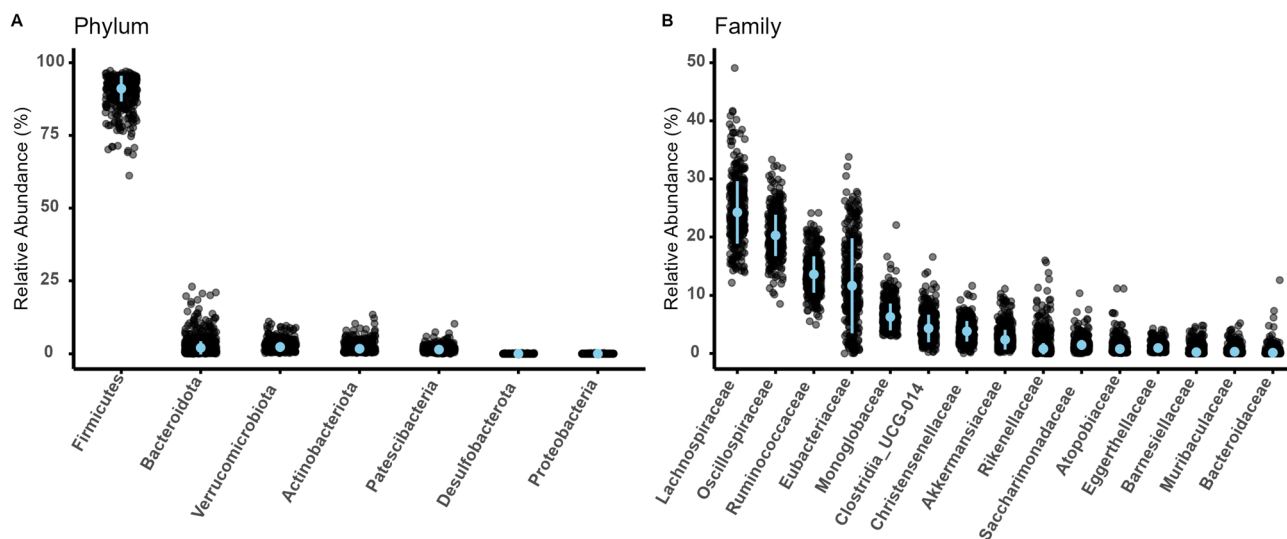 A
Phylum
Relative Abundance (%)
100
75
50
25
0
Firmicutes
Bacteroidota
Verrucomicrobiota
Actinobacteriota
Patescibacteria
Desulfobacterota
Proteobacteria
B
Family
Relative Abundance (%)
50
40
30
20
10
0
Lachnospiraceae
Oscillospiraceae
Ruminococcaceae
Eubacteriaceae
Monoglobaceae
Clostridia_UCG-014
Christensenellaceae
Akkermansiaceae
Rikenellaceae
Saccharimonadaceae
Atopobiaceae
Eggerthellaceae
Barnesiellaceae
Muribaculaceae
Bacteroidaceae